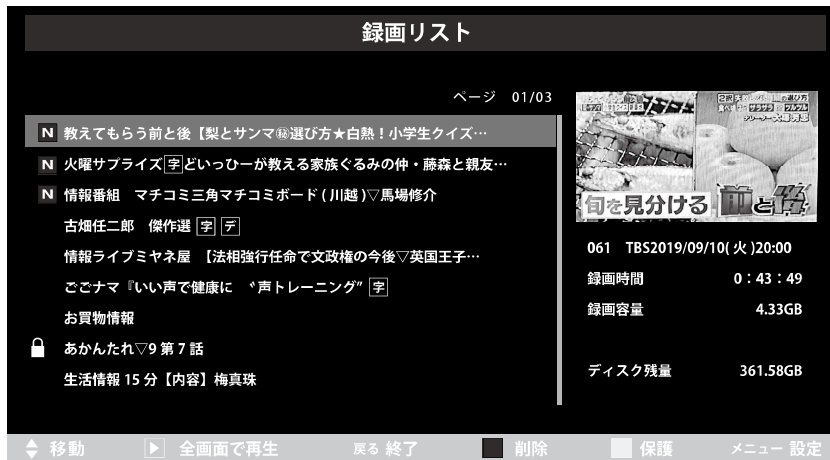 録画リスト
ページ 01/03
N 教えてもらう前と後【梨とサンマ㊙選び方★白熱！小学生クイズ…
N 火曜サプライズ[字]どいっひーが教える家族ぐるみの仲・藤森と親友…
N 情報番組 マチコミ三角マチコミボード(川越)▽馬場修介
古畑任二郎 傑作選[字][デ]
情報ライブミヤネ屋 【法相強行任命で文政権の今後▽英国王子…
ごごナマ『いい声で健康に 〝声トレーニング”[字]
お買物情報
あかんたれ▽9 第7話
生活情報15分【内容】梅真珠
旬を見分ける 前と後
061 TBS2019/09/10(火)20:00
録画時間 0：43：49
録画容量 4.33GB
ディスク残量 361.58GB
移動 全画面で再生 戻る 終了 削除 保護 メニュー 設定